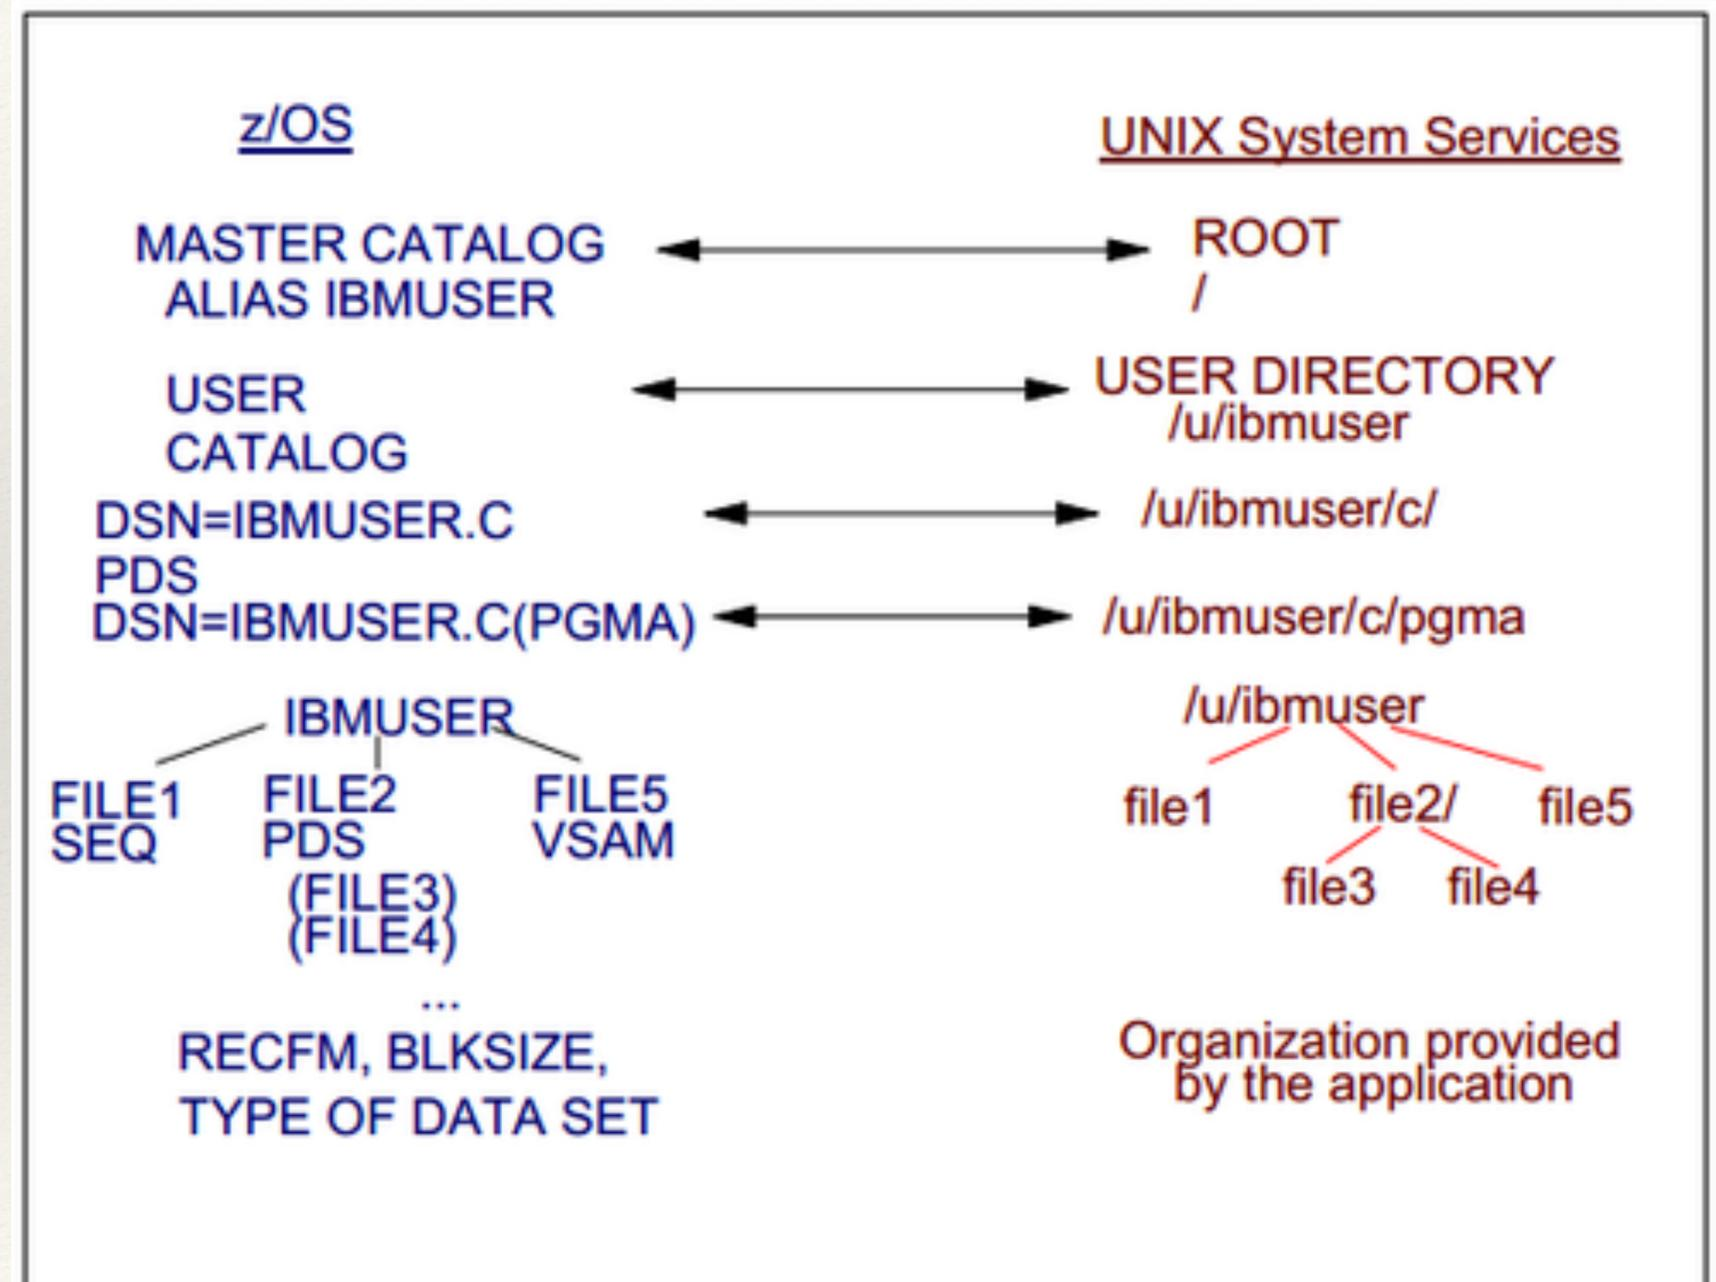 z/OS
UNIX System Services
MASTER CATALOG
ALIAS IBMUSER
ROOT
/
USER
CATALOG
USER DIRECTORY
/u/ibmuser
DSN=IBMUSER.C
PDS
/u/ibmuser/c/
DSN=IBMUSER.C(PGMA)
/u/ibmuser/c/pgma
IBMUSER
FILE1
SEQ
FILE2
PDS
(FILE3)
(FILE4)
FILE5
VSAM
/u/ibmuser
file1
file2/
file5
file3
file4
...
RECFM, BLKSIZE,
TYPE OF DATA SET
Organization provided
by the application